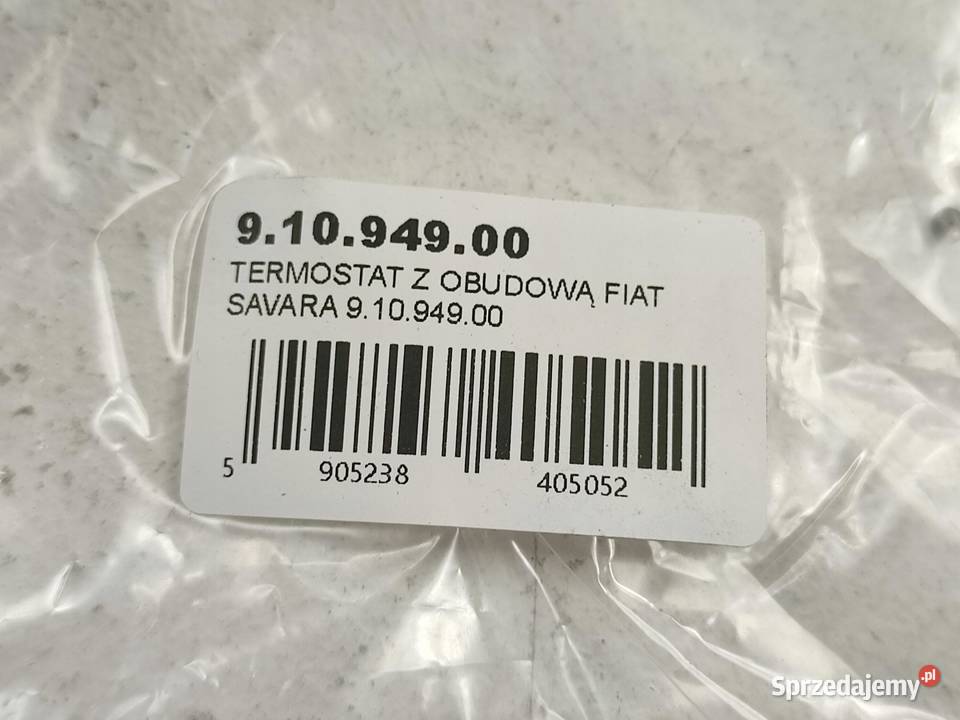 9.10.949.00
TERMOSTAT Z OBUDOWĄ FIAT
SAVARA 9.10.949.00
5 905238 405052
Sprzedajemy.pl